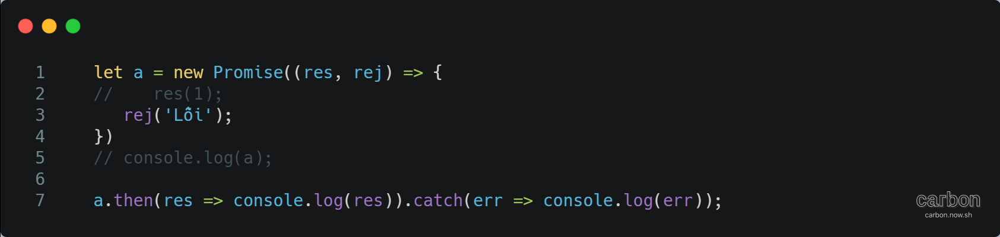 1 let a = new Promise((res, rej) => {
2 //    res(1);
3    rej('Lỗi');
4 })
5 // console.log(a);
6
7 a.then(res => console.log(res)).catch(err => console.log(err));
carbon
carbon.now.sh